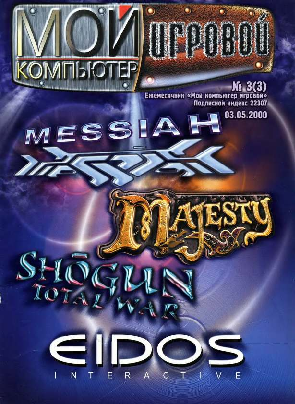 МОЙ ИГРОВОЙ
КОМПЬЮТЕР
№ 3(3)
Ежемесячник «Мой компьютер игровой»
Подписной индекс 22307
03.05.2000
MESSIAH
MAJESTY
SHŌGUN
TOTAL WAR
EIDOS
INTERACTIVE